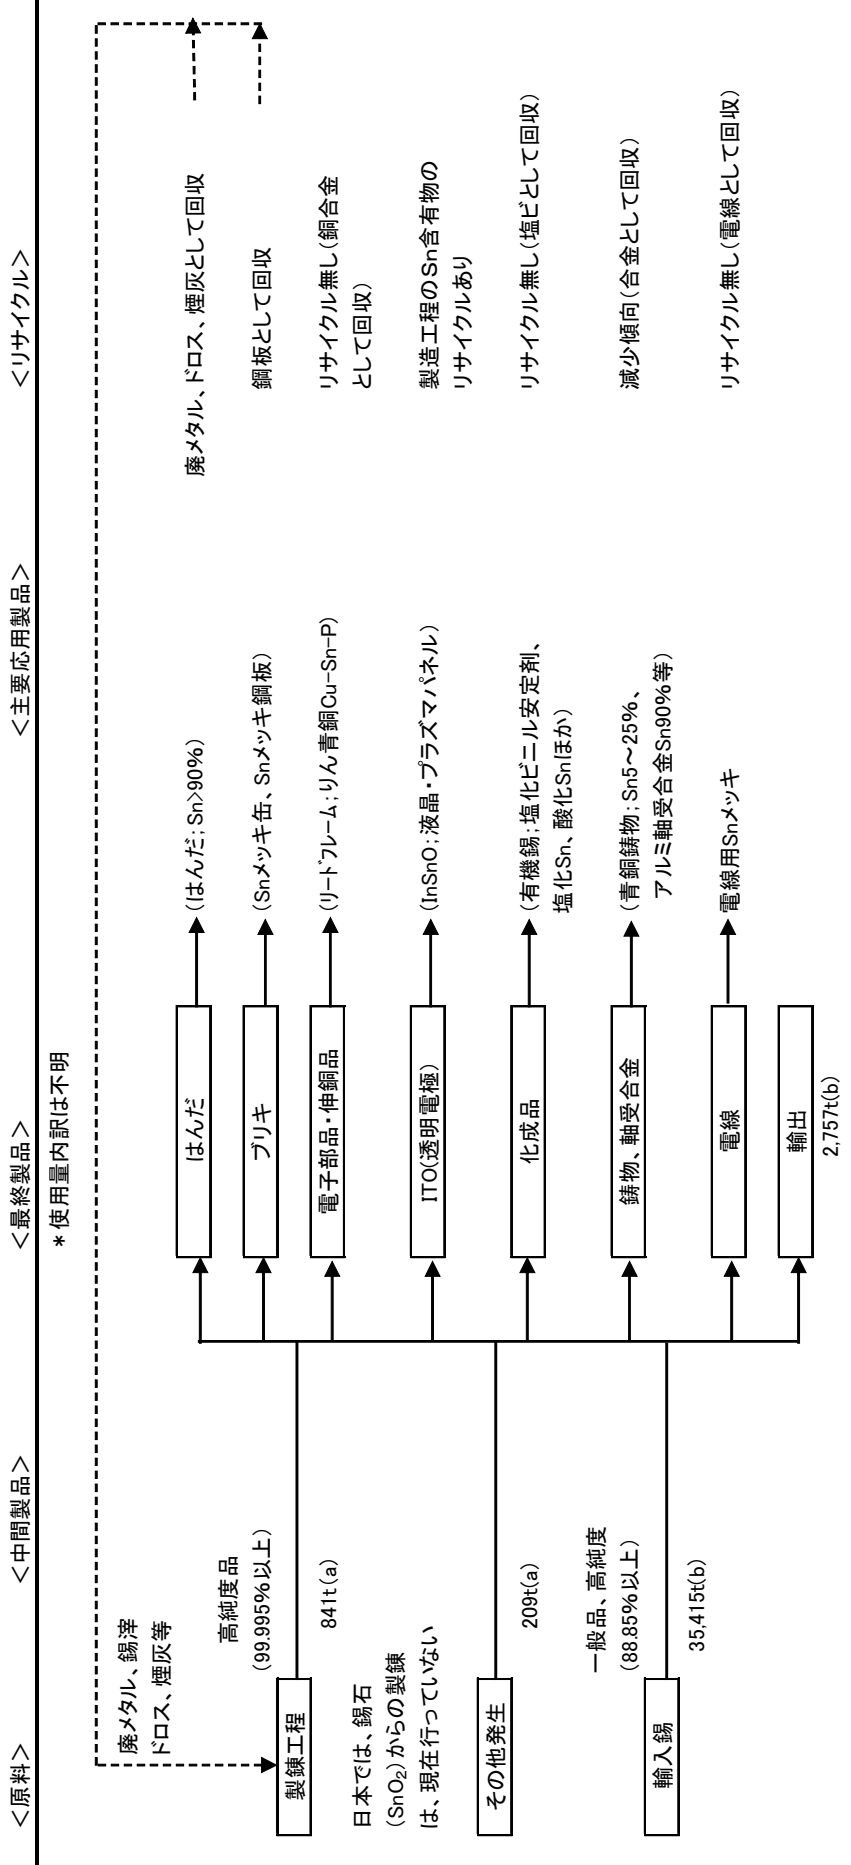 ＜原料＞
＜中間製品＞
＜最終製品＞
＜主要応用製品＞
＜リサイクル＞
＊使用量内訳は不明
廃メタル、錫滓
ドロス、煙灰等
高純度品
(99.995%以上)
841t(a)
製錬工程
日本では、錫石
(SnO₂)からの製錬
は、現在行っていない
その他発生
209t(a)
一般品、高純度
(88.85%以上)
輸入錫
35,415t(b)
はんだ
(はんだ;Sn>90%)
廃メタル、ドロス、煙灰として回収
ブリキ
(Snメッキ缶、Snメッキ鋼板)
鋼板として回収
電子部品・伸銅品
(リードフレーム;りん青銅Cu-Sn-P)
リサイクル無し(銅合金
として回収)
ITO(透明電極)
(InSnO;液晶・プラズマパネル)
製造工程のSn含有物の
リサイクルあり
化成品
(有機錫;塩化ビニル安定剤、
塩化Sn、酸化Snほか)
リサイクル無し(塩ビとして回収)
鋳物、軸受合金
(青銅鋳物;Sn5～25%、
アルミ軸受合金Sn90%等)
減少傾向(合金として回収)
電線
電線用Snメッキ
リサイクル無し(電線として回収)
輸出
2,757t(b)